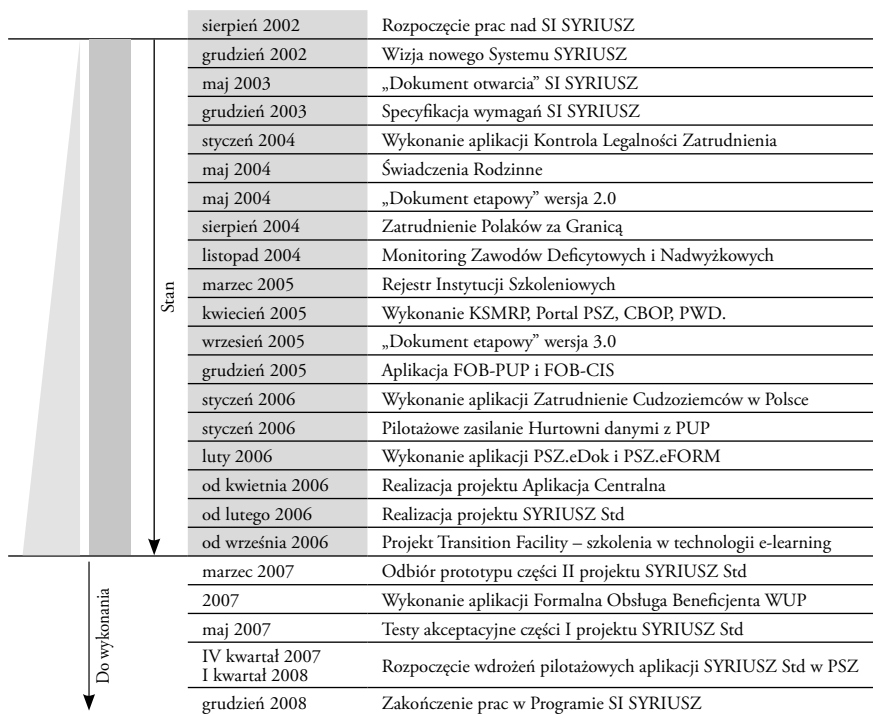 sierpień 2002 Rozpoczęcie prac nad SI SYRIUSZ
grudzień 2002 Wizja nowego Systemu SYRIUSZ
maj 2003 „Dokument otwarcia” SI SYRIUSZ
grudzień 2003 Specyfikacja wymagań SI SYRIUSZ
styczeń 2004 Wykonanie aplikacji Kontrola Legalności Zatrudnienia
maj 2004 Świadczenia Rodzinne
maj 2004 „Dokument etapowy” wersja 2.0
sierpień 2004 Zatrudnienie Polaków za Granicą
listopad 2004 Monitoring Zawodów Deficytowych i Nadwyżkowych
marzec 2005 Rejestr Instytucji Szkoleniowych
Stan
kwiecień 2005 Wykonanie KSMRP, Portal PSZ, CBOP, PWD.
wrzesień 2005 „Dokument etapowy” wersja 3.0
grudzień 2005 Aplikacja FOB-PUP i FOB-CIS
styczeń 2006 Wykonanie aplikacji Zatrudnienie Cudzoziemców w Polsce
styczeń 2006 Pilotażowe zasilanie Hurtowni danymi z PUP
luty 2006 Wykonanie aplikacji PSZ.eDok i PSZ.eFORM
od kwietnia 2006 Realizacja projektu Aplikacja Centralna
od lutego 2006 Realizacja projektu SYRIUSZ Std
od września 2006 Projekt Transition Facility – szkolenia w technologii e-learning
marzec 2007 Odbiór prototypu części II projektu SYRIUSZ Std
2007 Wykonanie aplikacji Formalna Obsługa Beneficjenta WUP
Do wykonania
maj 2007 Testy akceptacyjne części I projektu SYRIUSZ Std
IV kwartał 2007
I kwartał 2008 Rozpoczęcie wdrożeń pilotażowych aplikacji SYRIUSZ Std w PSZ
grudzień 2008 Zakończenie prac w Programie SI SYRIUSZ